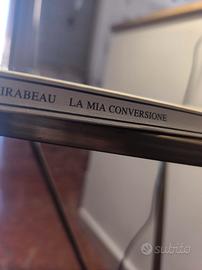 IRABEAU LA MIA CONVERSIONE
subito